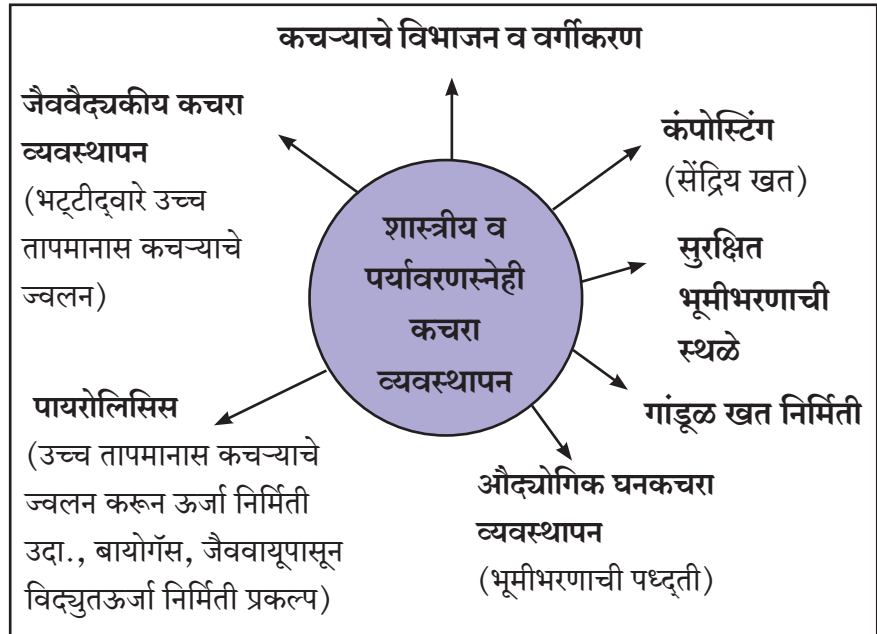 कचऱ्याचे विभाजन व वर्गीकरण
जैववैद्यकीय कचरा
व्यवस्थापन
(भट्टीद्वारे उच्च
तापमानास कचऱ्याचे
ज्वलन)
कंपोस्टिंग
(सेंद्रिय खत)
शास्त्रीय व
पर्यावरणस्नेही
कचरा
व्यवस्थापन
सुरक्षित
भूमीभरणाची
स्थळे
गांडूळ खत निर्मिती
पायरोलिसिस
(उच्च तापमानास कचऱ्याचे
ज्वलन करून ऊर्जा निर्मिती
उदा., बायोगॅस, जैववायूपासून
विद्युतऊर्जा निर्मिती प्रकल्प)
औद्योगिक घनकचरा
व्यवस्थापन
(भूमीभरणाची पध्द्ती)